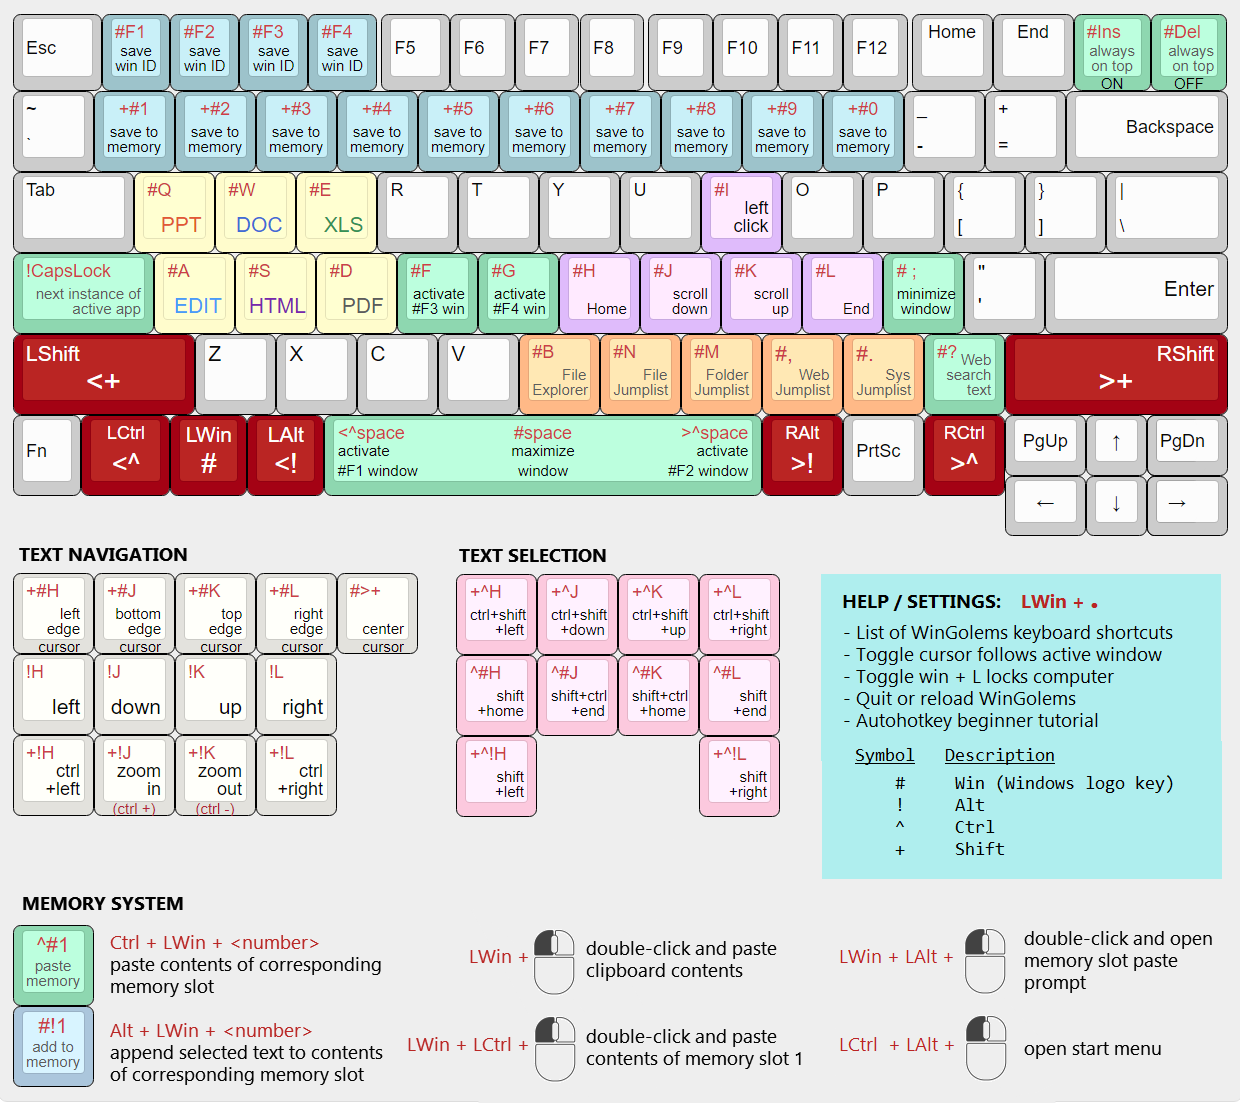 Esc
#F1
save
win ID
#F2
save
win ID
#F3
save
win ID
#F4
save
win ID
F5
F6
F7
F8
F9
F10
F11
F12
Home
End
#Ins
always
on top
ON
#Del
always
on top
OFF
~
`
+#1
save to
memory
+#2
save to
memory
+#3
save to
memory
+#4
save to
memory
+#5
save to
memory
+#6
save to
memory
+#7
save to
memory
+#8
save to
memory
+#9
save to
memory
+#0
save to
memory
_
-
+
=
Backspace
Tab
#Q
PPT
#W
DOC
#E
XLS
R
T
Y
U
#I
left
click
O
P
{
[
}
]
|
\
!CapsLock
next instance of
active app
#A
EDIT
#S
HTML
#D
PDF
#F
activate
#F3 win
#G
activate
#F4 win
#H
Home
#J
scroll
down
#K
scroll
up
#L
End
# ;
minimize
window
"
'
Enter
LShift
<+
Z
X
C
V
#B
File
Explorer
#N
File
Jumplist
#M
Folder
Jumplist
#,
Web
Jumplist
#.
Sys
Jumplist
#?
Web
search
text
RShift
>+
Fn
LCtrl
<^
LWin
#
LAlt
<!
<^space
activate
#F1 window
#space
maximize
window
>^space
activate
#F2 window
RAlt
>!
PrtSc
RCtrl
>^
PgUp
↑
PgDn
←
↓
→
TEXT NAVIGATION
+#H
left
edge
cursor
+#J
bottom
edge
cursor
+#K
top
edge
cursor
+#L
right
edge
cursor
#>+
center
cursor
!H
left
!J
down
!K
up
!L
right
+!H
ctrl
+left
+!J
zoom
in
(ctrl +)
+!K
zoom
out
(ctrl -)
+!L
ctrl
+right
TEXT SELECTION
+^H
ctrl+shift
+left
+^J
ctrl+shift
+down
+^K
ctrl+shift
+up
+^L
ctrl+shift
+right
^#H
shift
+home
^#J
shift+ctrl
+end
^#K
shift+ctrl
+home
^#L
shift
+end
+^!H
shift
+left
+^!L
shift
+right
HELP / SETTINGS: LWin + .
- List of WinGolems keyboard shortcuts
- Toggle cursor follows active window
- Toggle win + L locks computer
- Quit or reload WinGolems
- Autohotkey beginner tutorial
Symbol Description
# Win (Windows logo key)
! Alt
^ Ctrl
+ Shift
MEMORY SYSTEM
^#1
paste
memory
Ctrl + LWin + <number>
paste contents of corresponding
memory slot
#!1
add to
memory
Alt + LWin + <number>
append selected text to contents
of corresponding memory slot
LWin +
double-click and paste
clipboard contents
LWin + LCtrl +
double-click and paste
contents of memory slot 1
LWin + LAlt +
double-click and open
memory slot paste
prompt
LCtrl + LAlt +
open start menu